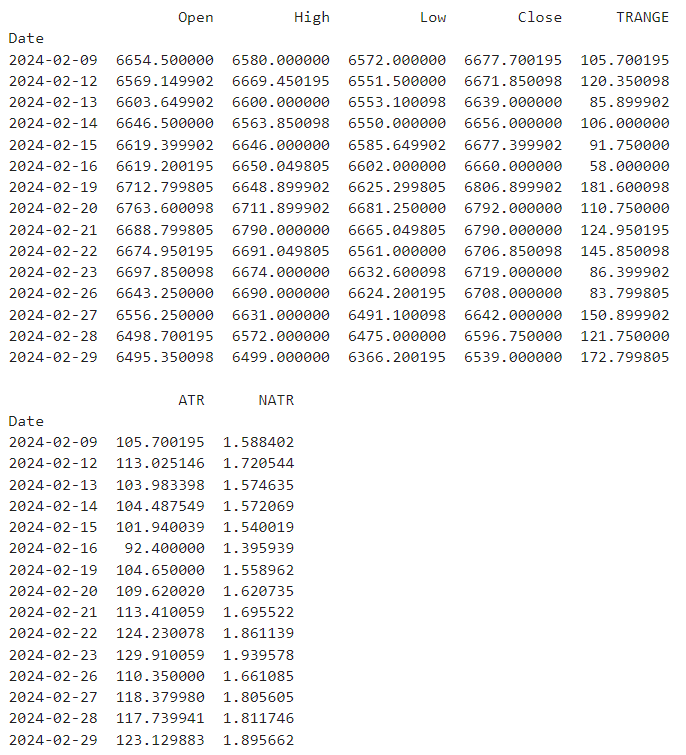 Open High Low Close TRANGE
Date
2024-02-09 6654.500000 6580.000000 6572.000000 6677.700195 105.700195
2024-02-12 6569.149902 6669.450195 6551.500000 6671.850098 120.350098
2024-02-13 6603.649902 6600.000000 6553.100098 6639.000000 85.899902
2024-02-14 6646.500000 6563.850098 6550.000000 6656.000000 106.000000
2024-02-15 6619.399902 6646.000000 6585.649902 6677.399902 91.750000
2024-02-16 6619.200195 6650.049805 6602.000000 6660.000000 58.000000
2024-02-19 6712.799805 6648.899902 6625.299805 6806.899902 181.600098
2024-02-20 6763.600098 6711.899902 6681.250000 6792.000000 110.750000
2024-02-21 6688.799805 6790.000000 6665.049805 6790.000000 124.950195
2024-02-22 6674.950195 6691.049805 6561.000000 6706.850098 145.850098
2024-02-23 6697.850098 6674.000000 6632.600098 6719.000000 86.399902
2024-02-26 6643.250000 6690.000000 6624.200195 6708.000000 83.799805
2024-02-27 6556.250000 6631.000000 6491.100098 6642.000000 150.899902
2024-02-28 6498.700195 6572.000000 6475.000000 6596.750000 121.750000
2024-02-29 6495.350098 6499.000000 6366.200195 6539.000000 172.799805
ATR NATR
Date
2024-02-09 105.700195 1.588402
2024-02-12 113.025146 1.720544
2024-02-13 103.983398 1.574635
2024-02-14 104.487549 1.572069
2024-02-15 101.940039 1.540019
2024-02-16 92.400000 1.395939
2024-02-19 104.650000 1.558962
2024-02-20 109.620020 1.620735
2024-02-21 113.410059 1.695522
2024-02-22 124.230078 1.861139
2024-02-23 129.910059 1.939578
2024-02-26 110.350000 1.661085
2024-02-27 118.379980 1.805605
2024-02-28 117.739941 1.811746
2024-02-29 123.129883 1.895662